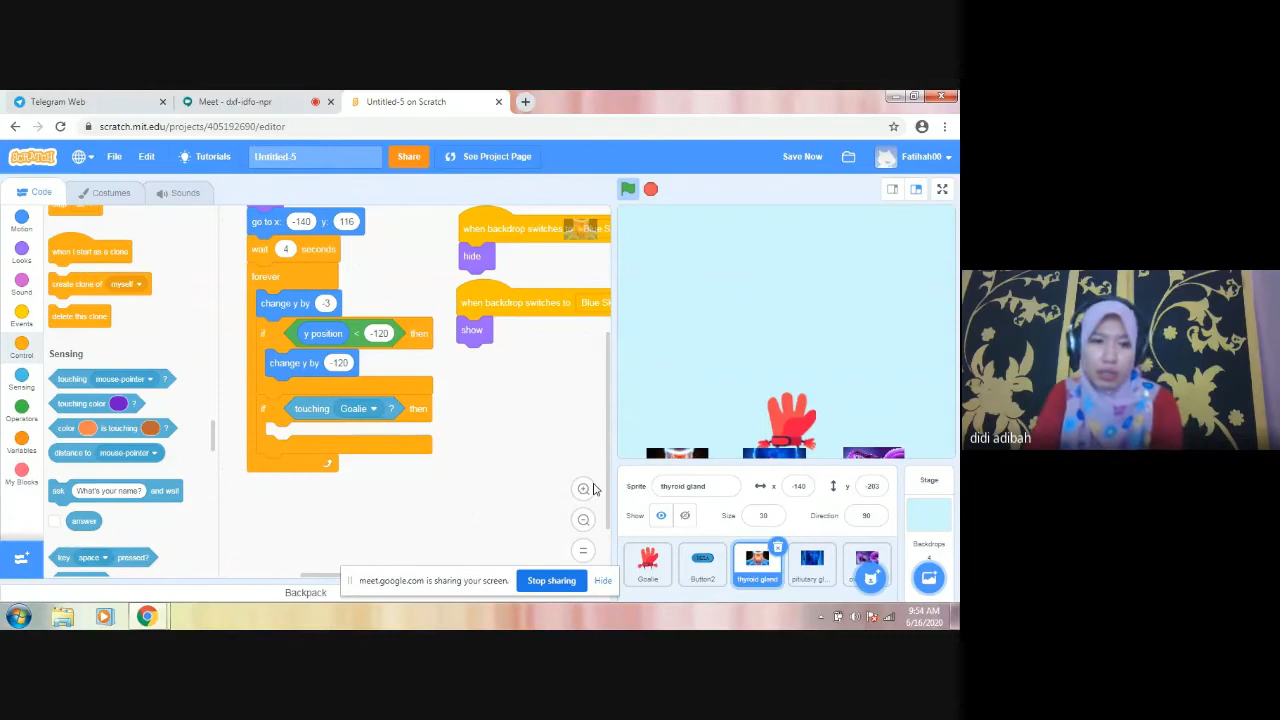 Telegram Web
Meet - dxf-idfo-npr
Untitled-5 on Scratch
scratch.mit.edu/projects/405192690/editor
SCRATCH
File
Edit
Tutorials
Untitled-5
Share
See Project Page
Save Now
Fatihah00
Code
Costumes
Sounds
Motion
Looks
Sound
Events
Control
Sensing
Operators
Variables
My Blocks
when I start as a clone
create clone of myself
delete this clone
Sensing
touching mouse-pointer ?
touching color ?
color is touching ?
distance to mouse-pointer
ask What's your name? and wait
answer
key space pressed?
go to x: -140 y: 116
wait 4 seconds
forever
change y by -3
if y position < -120 then
change y by -120
if touching Goalie ? then
when backdrop switches to Blue S
hide
when backdrop switches to Blue S
show
Backpack
meet.google.com is sharing your screen.
Stop sharing
Hide
Sprite
thyroid gland
x
-140
y
-203
Show
Size
30
Direction
90
Stage
Backdrops
4
Goalie
Button2
thyroid gland
pitiutary gl...
9:54 AM
6/16/2020
didi adibah